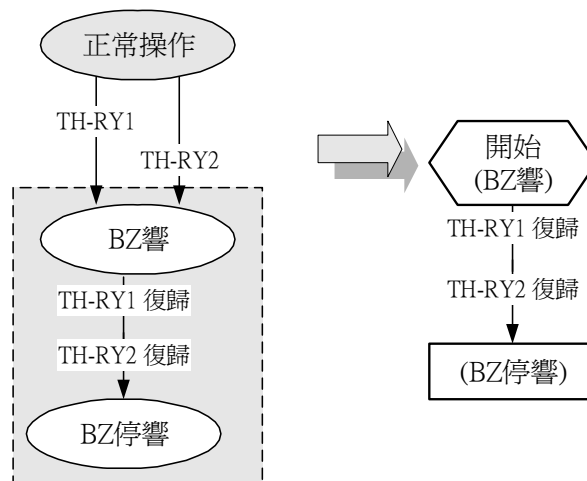 正常操作
TH-RY1
TH-RY2
BZ響
TH-RY1 復歸
TH-RY2 復歸
BZ停響
開始
(BZ響)
TH-RY1 復歸
TH-RY2 復歸
(BZ停響)